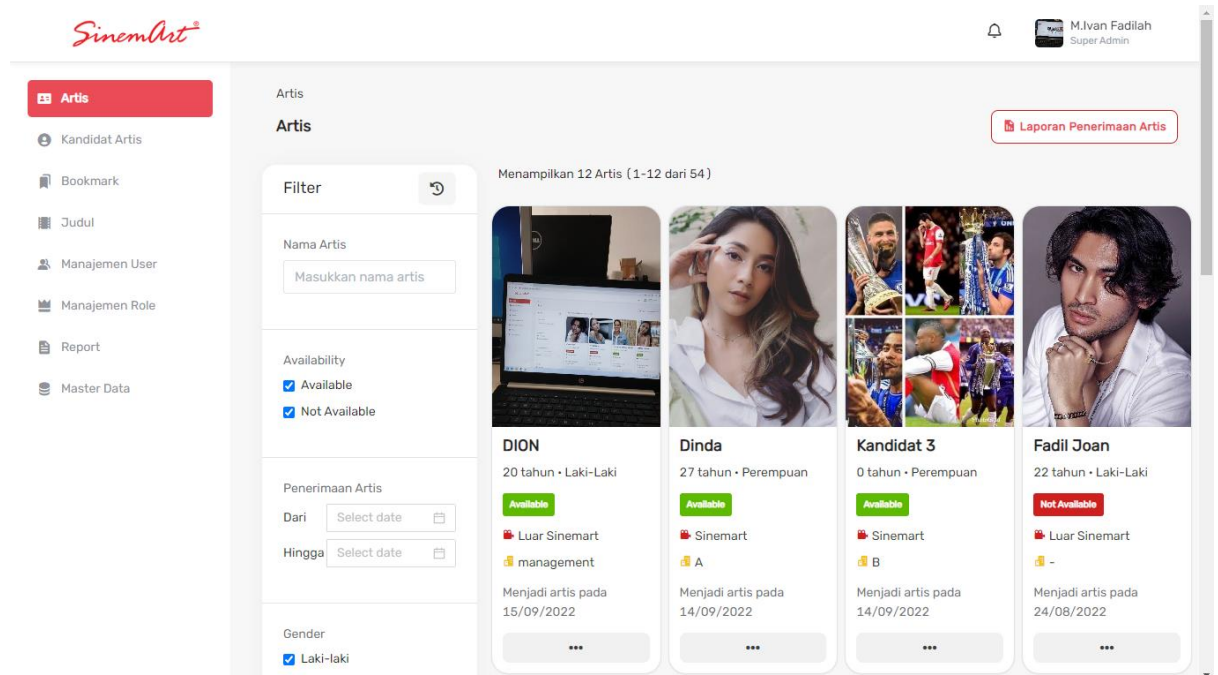 SinemArt
M.Ivan Fadilah
Super Admin
Artis
Kandidat Artis
Bookmark
Judul
Manajemen User
Manajemen Role
Report
Master Data
Artis
Artis
Laporan Penerimaan Artis
Filter
Nama Artis
Masukkan nama artis
Availability
Available
Not Available
Penerimaan Artis
Dari Select date
Hingga Select date
Gender
Laki-laki
Menampilkan 12 Artis (1-12 dari 54)
DION
20 tahun • Laki-Laki
Available
Luar Sinemart
management
Menjadi artis pada
15/09/2022
•••
Dinda
27 tahun • Perempuan
Available
Sinemart
A
Menjadi artis pada
14/09/2022
•••
Kandidat 3
0 tahun • Perempuan
Available
Sinemart
B
Menjadi artis pada
14/09/2022
•••
Fadil Joan
22 tahun • Laki-Laki
Not Available
Luar Sinemart
-
Menjadi artis pada
24/08/2022
•••